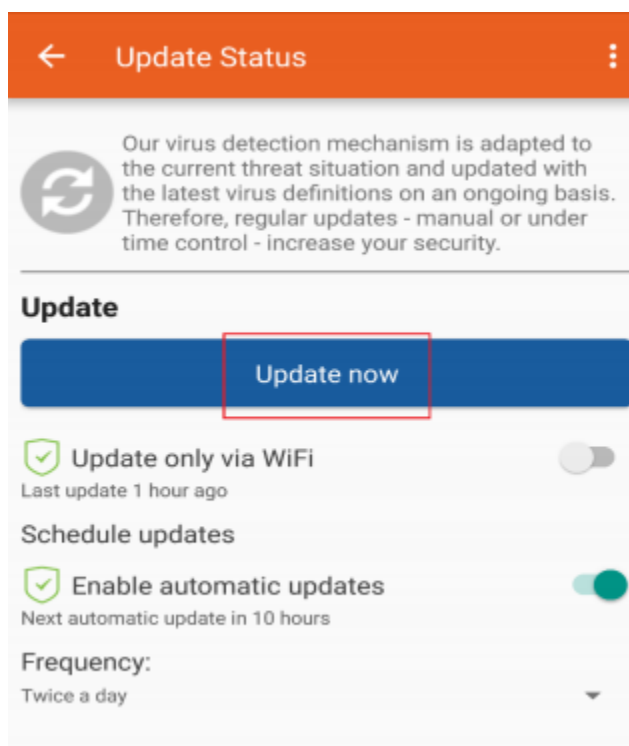 Update Status
Our virus detection mechanism is adapted to
the current threat situation and updated with
the latest virus definitions on an ongoing basis.
Therefore, regular updates - manual or under
time control - increase your security.
Update
Update now
Update only via WiFi
Last update 1 hour ago
Schedule updates
Enable automatic updates
Next automatic update in 10 hours
Frequency:
Twice a day